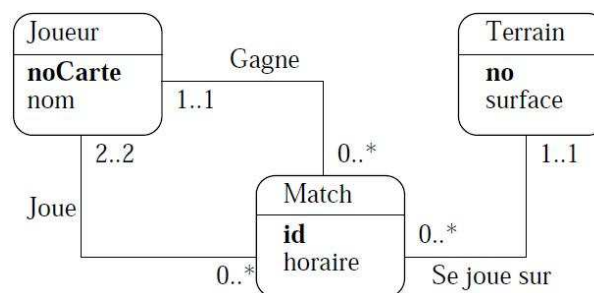 Joueur
noCarte
nom
Gagne
1..1
Terrain
no
surface
2..2
0..*
1..1
Joue
Match
id
horaire
0..*
0..*
Se joue sur